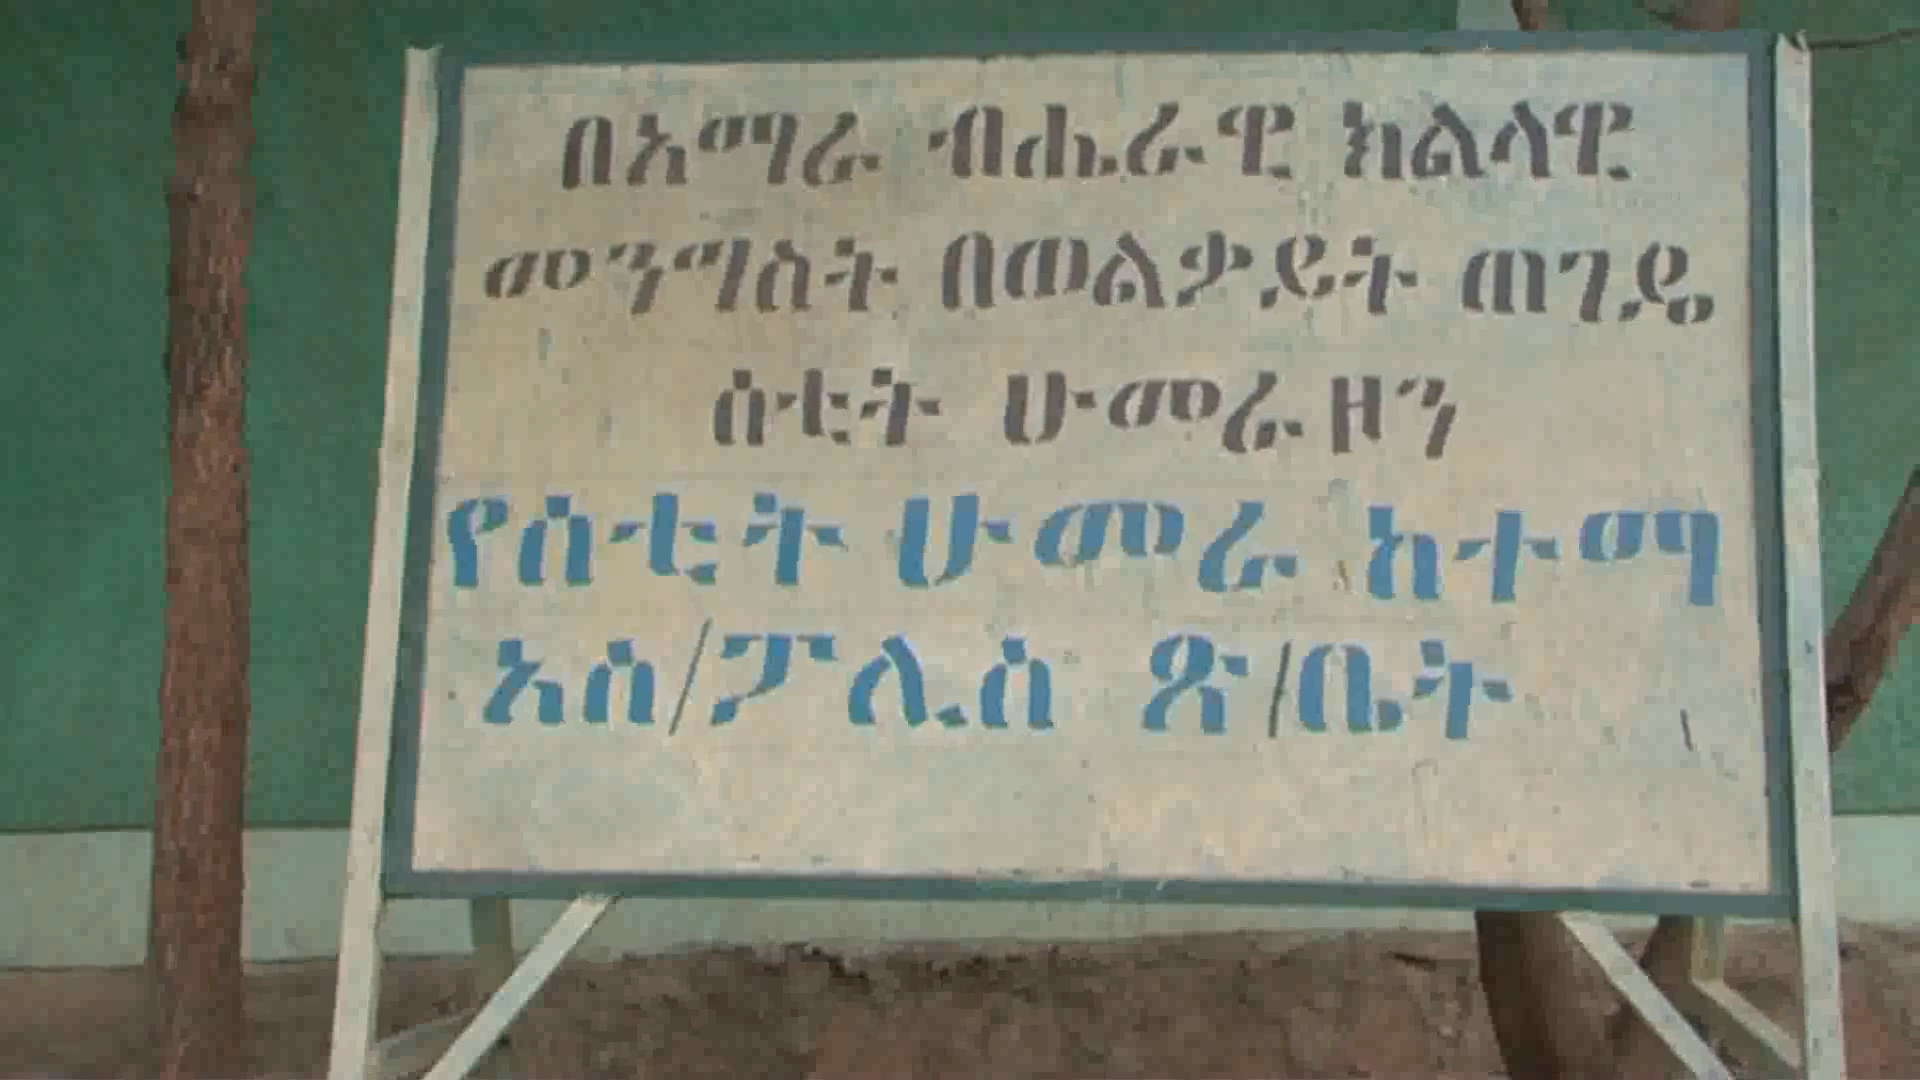 በአማራ ብሔራዊ ክልላዊ
መንግስት በወልቃይት ጠገዴ
ሰቲት ሁመራ ዞን
የሰቲት ሁመራ ከተማ
አስ/ፖሊስ ጽ/ቤት